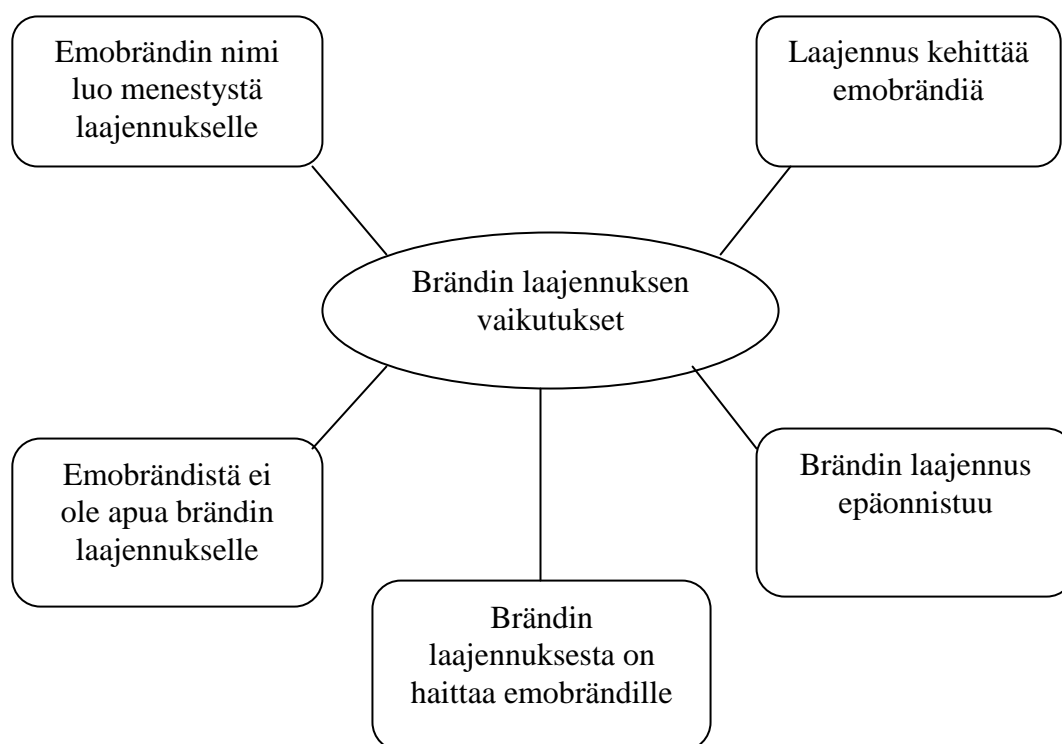 Emobrändin nimi
luo menestystä
laajennukselle
Laajennus kehittää
emobrändiä
Brändin laajennuksen
vaikutukset
Emobrändistä ei
ole apua brändin
laajennukselle
Brändin laajennus
epäonnistuu
Brändin
laajennuksesta on
haittaa emobrändille